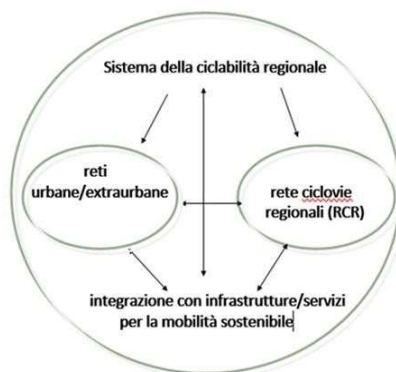 Sistema della ciclabilità regionale
reti
urbane/extraurbane
rete ciclovie
regionali (RCR)
integrazione con infrastrutture/servizi
per la mobilità sostenibile